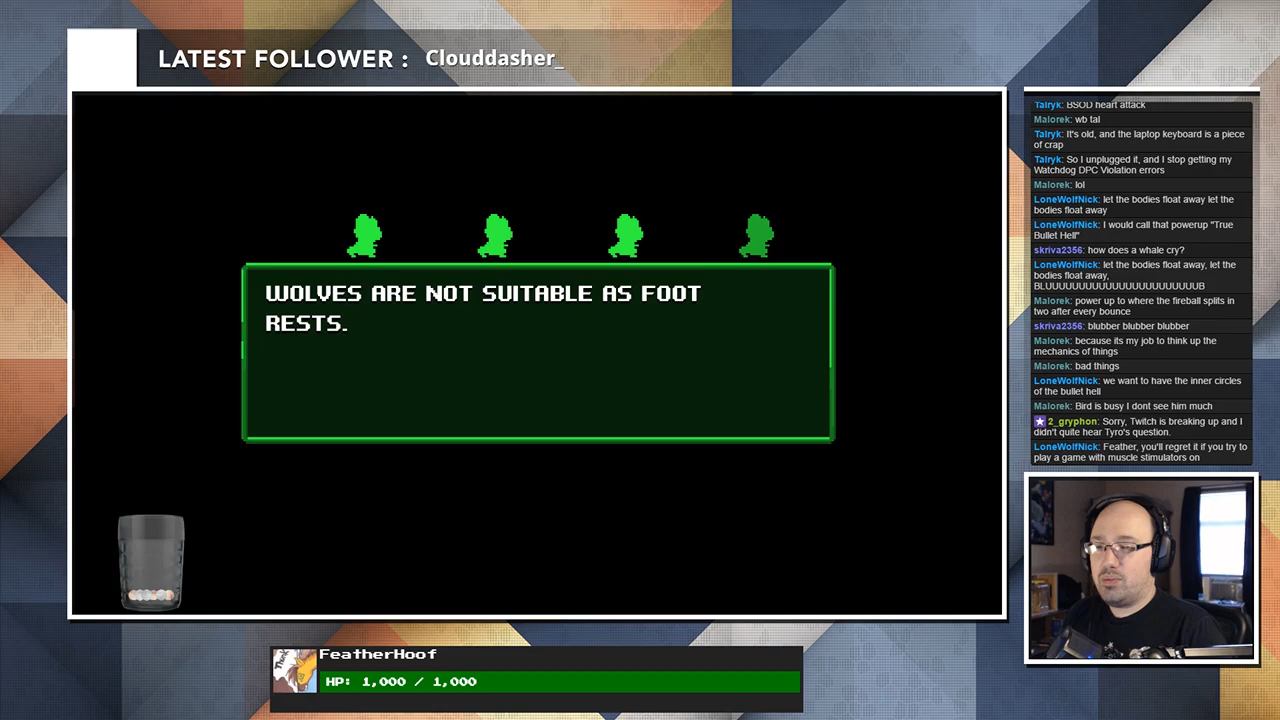 LATEST FOLLOWER : Clouddasher_
WOLVES ARE NOT SUITABLE AS FOOT
RESTS.
Talryk: BSOD heart attack
Malorek: wb tal
Talryk: It's old, and the laptop keyboard is a piece
of crap
Talryk: So I unplugged it, and I stop getting my
Watchdog DPC Violation errors
Malorek: lol
LoneWolfNick: let the bodies float away let the
bodies float away
LoneWolfNick: I would call that powerup "True
Bullet Hell"
skriva2356: how does a whale cry?
LoneWolfNick: let the bodies float away, let the
bodies float away,
BLUUUUUUUUUUUUUUUUUUUUUUUUB
Malorek: power up to where the fireball splits in
two after every bounce
skriva2356: blubber blubber blubber
Malorek: because its my job to think up the
mechanics of things
Malorek: bad things
LoneWolfNick: we want to have the inner circles
of the bullet hell
Malorek: Bird is busy I dont see him much
2_gryphon: Sorry, Twitch is breaking up and I
didn't quite hear Tyro's question.
LoneWolfNick: Feather, you'll regret it if you try to
play a game with muscle stimulators on
FeatherHoof
HP: 1,000 / 1,000